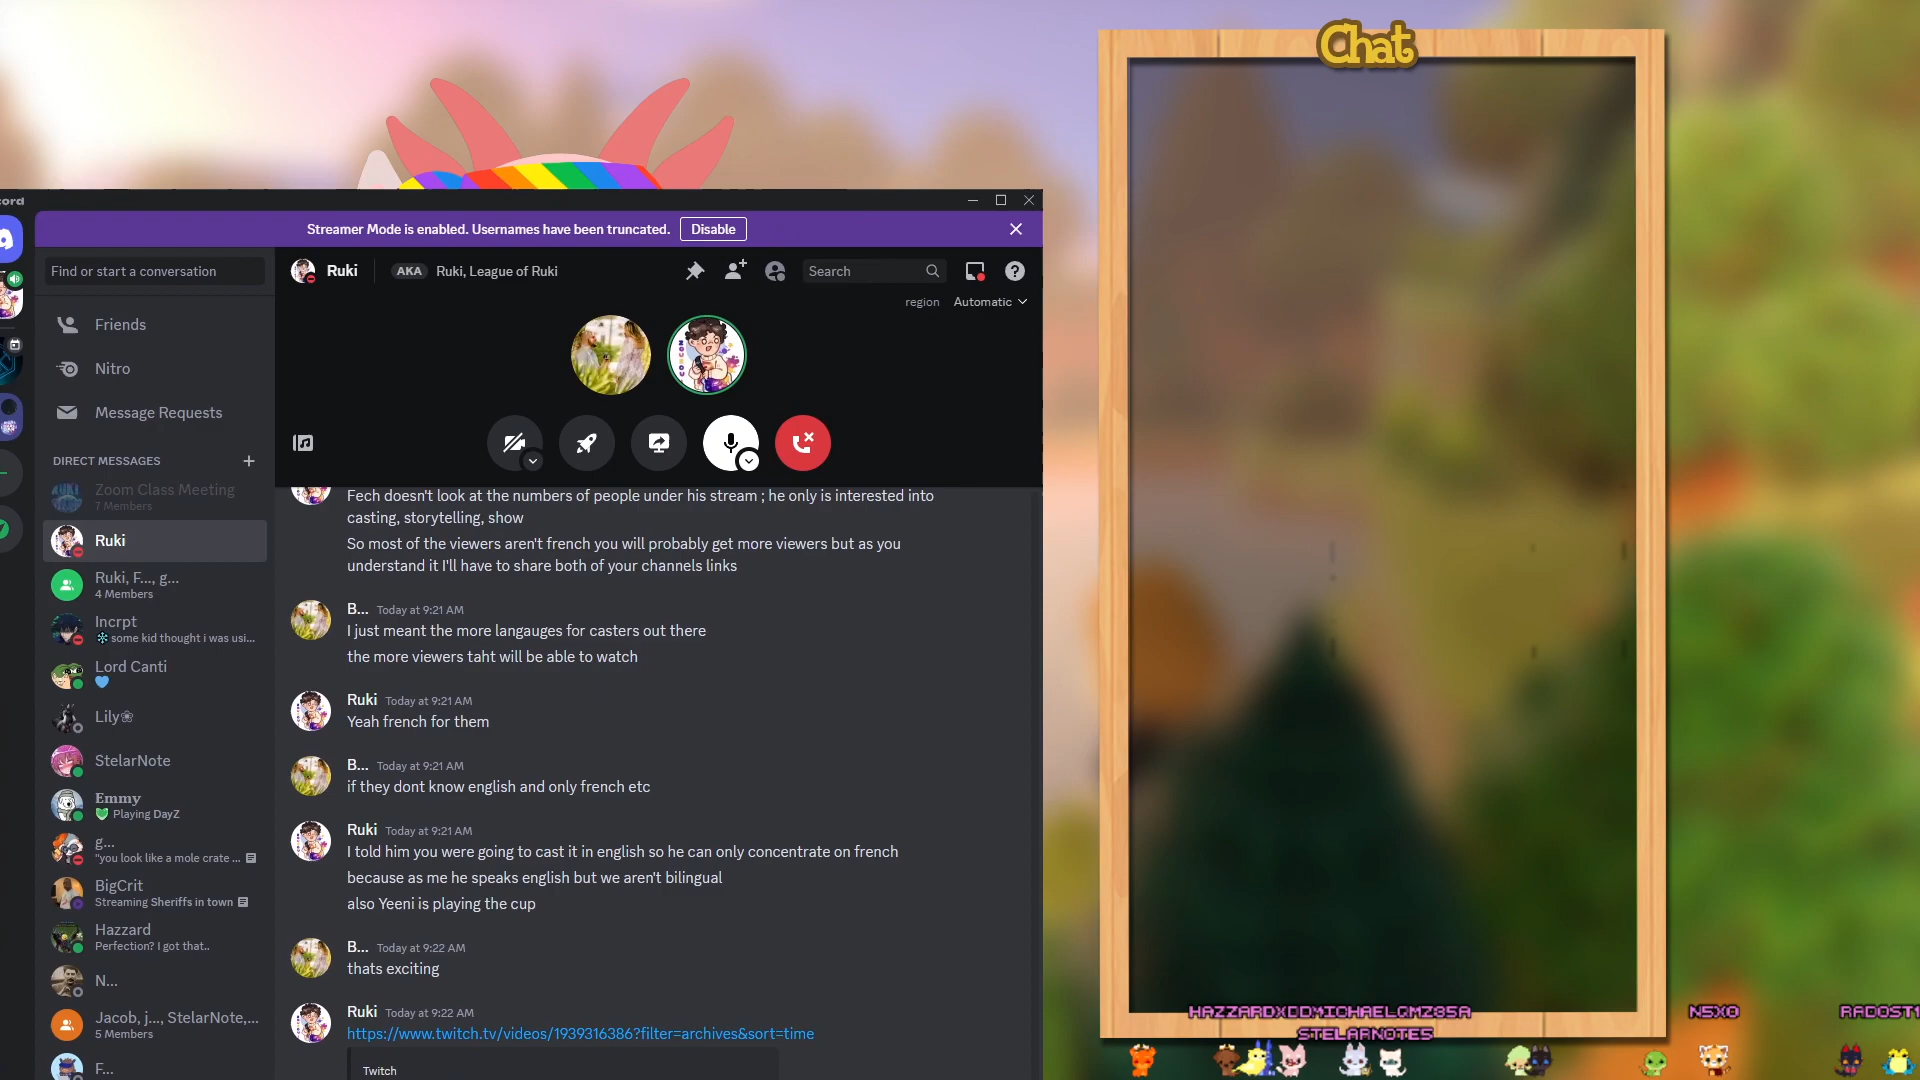 Chat
cord
Streamer Mode is enabled. Usernames have been truncated.
Disable
Find or start a conversation
Ruki
AKA
Ruki, League of Ruki
Search
region
Automatic
Friends
Nitro
Message Requests
DIRECT MESSAGES
Zoom Class Meeting
7 Members
Ruki
Ruki, F..., g...
4 Members
Incrpt
some kid thought i was usi...
Lord Canti
Lily
StelarNote
Emmy
Playing DayZ
g...
"you look like a mole crate ...
BigCrit
Streaming Sheriffs in town
Hazzard
Perfection? I got that..
N...
Jacob, j..., StelarNote,...
5 Members
F...
Fech doesn't look at the numbers of people under his stream ; he only is interested into
casting, storytelling, show
So most of the viewers aren't french you will probably get more viewers but as you
understand it I'll have to share both of your channels links
B... Today at 9:21 AM
I just meant the more langauges for casters out there
the more viewers taht will be able to watch
Ruki Today at 9:21 AM
Yeah french for them
B... Today at 9:21 AM
if they dont know english and only french etc
Ruki Today at 9:21 AM
I told him you were going to cast it in english so he can only concentrate on french
because as me he speaks english but we aren't bilingual
also Yeeni is playing the cup
B... Today at 9:22 AM
thats exciting
Ruki Today at 9:22 AM
https://www.twitch.tv/videos/1939316386?filter=archives&sort=time
Twitch
N5X0
RADOST1
STELARNOTES